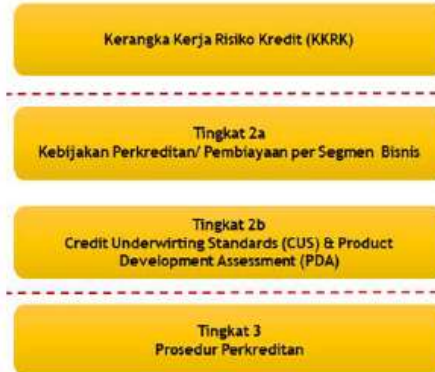 Kerangka Kerja Risiko Kredit (KKRK)
Tingkat 2a
Kebijakan Perkreditan/ Pembiayaan per Segmen Bisnis
Tingkat 2b
Credit Underwirting Standards (CUS) & Product
Development Assessment (PDA)
Tingkat 3
Prosedur Perkreditan